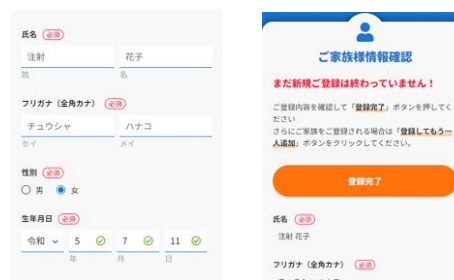 氏名 必須
注射 花子
姓 名
フリガナ（全角カナ） 必須
チュウシャ ハナコ
セイ メイ
性別 必須
男 女
生年月日 必須
令和 5 7 11
年 月 日
ご家族様情報確認
まだ新規ご登録は終わっていません！
ご登録内容を確認して「登録完了」ボタンを押してく
ださい
さらにご家族をご登録される場合は「登録してもう一
人追加」ボタンをクリックしてください。
登録完了
氏名 必須
注射 花子
フリガナ（全角カナ） 必須